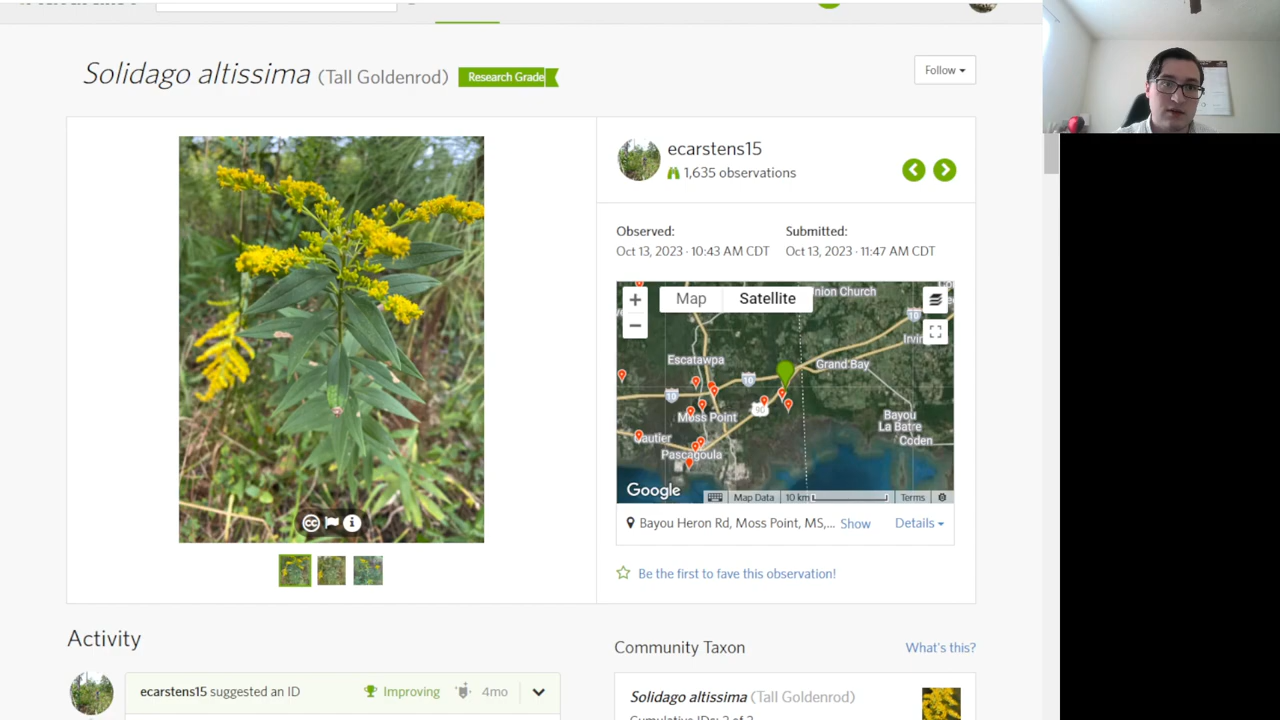 Solidago altissima (Tall Goldenrod) Research Grade
Follow
ecarstens15
1,635 observations
Observed:
Submitted:
Oct 13, 2023 · 10:43 AM CDT
Oct 13, 2023 · 11:47 AM CDT
Map
Satellite
Union Church
10
Escatawpa
Grand Bay
10
10
90
Moss Point
Bayou
La Batre
Coden
Gautier
Pascagoula
Google
Map Data
10 km
Terms
Bayou Heron Rd, Moss Point, MS,...
Show
Details
Be the first to fave this observation!
Activity
Community Taxon
What's this?
ecarstens15 suggested an ID
Improving
4mo
Solidago altissima (Tall Goldenrod)